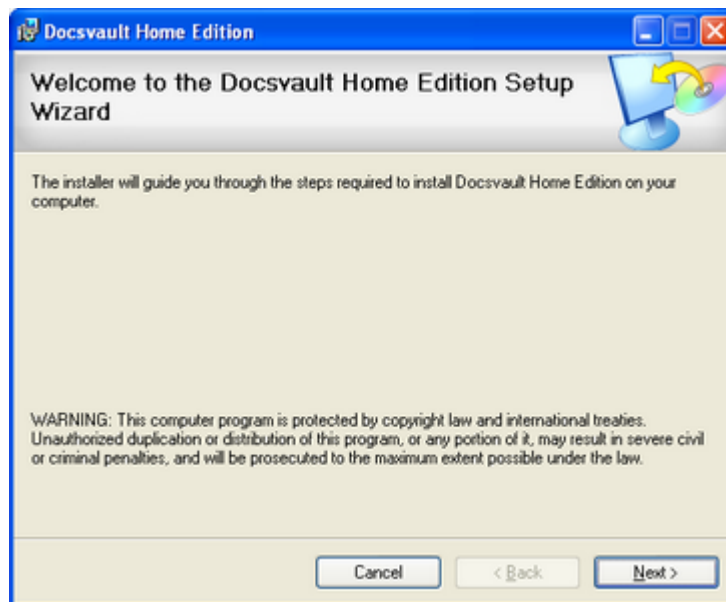 Docsvault Home Edition
Welcome to the Docsvault Home Edition Setup
Wizard
The installer will guide you through the steps required to install Docsvault Home Edition on your
computer.
WARNING: This computer program is protected by copyright law and international treaties.
Unauthorized duplication or distribution of this program, or any portion of it, may result in severe civil
or criminal penalties, and will be prosecuted to the maximum extent possible under the law.
Cancel < Back Next >